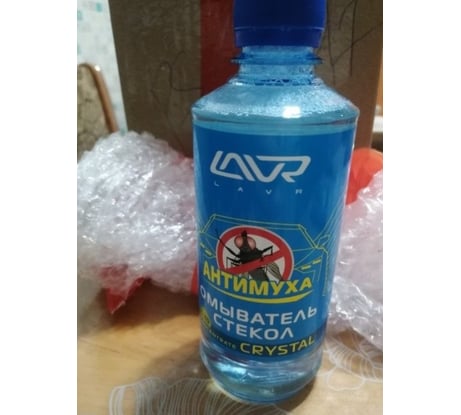 LAVR
LAVR
АНТИМУХА
ОМЫВАТЕЛЬ
СТЕКОЛ
CRYSTAL